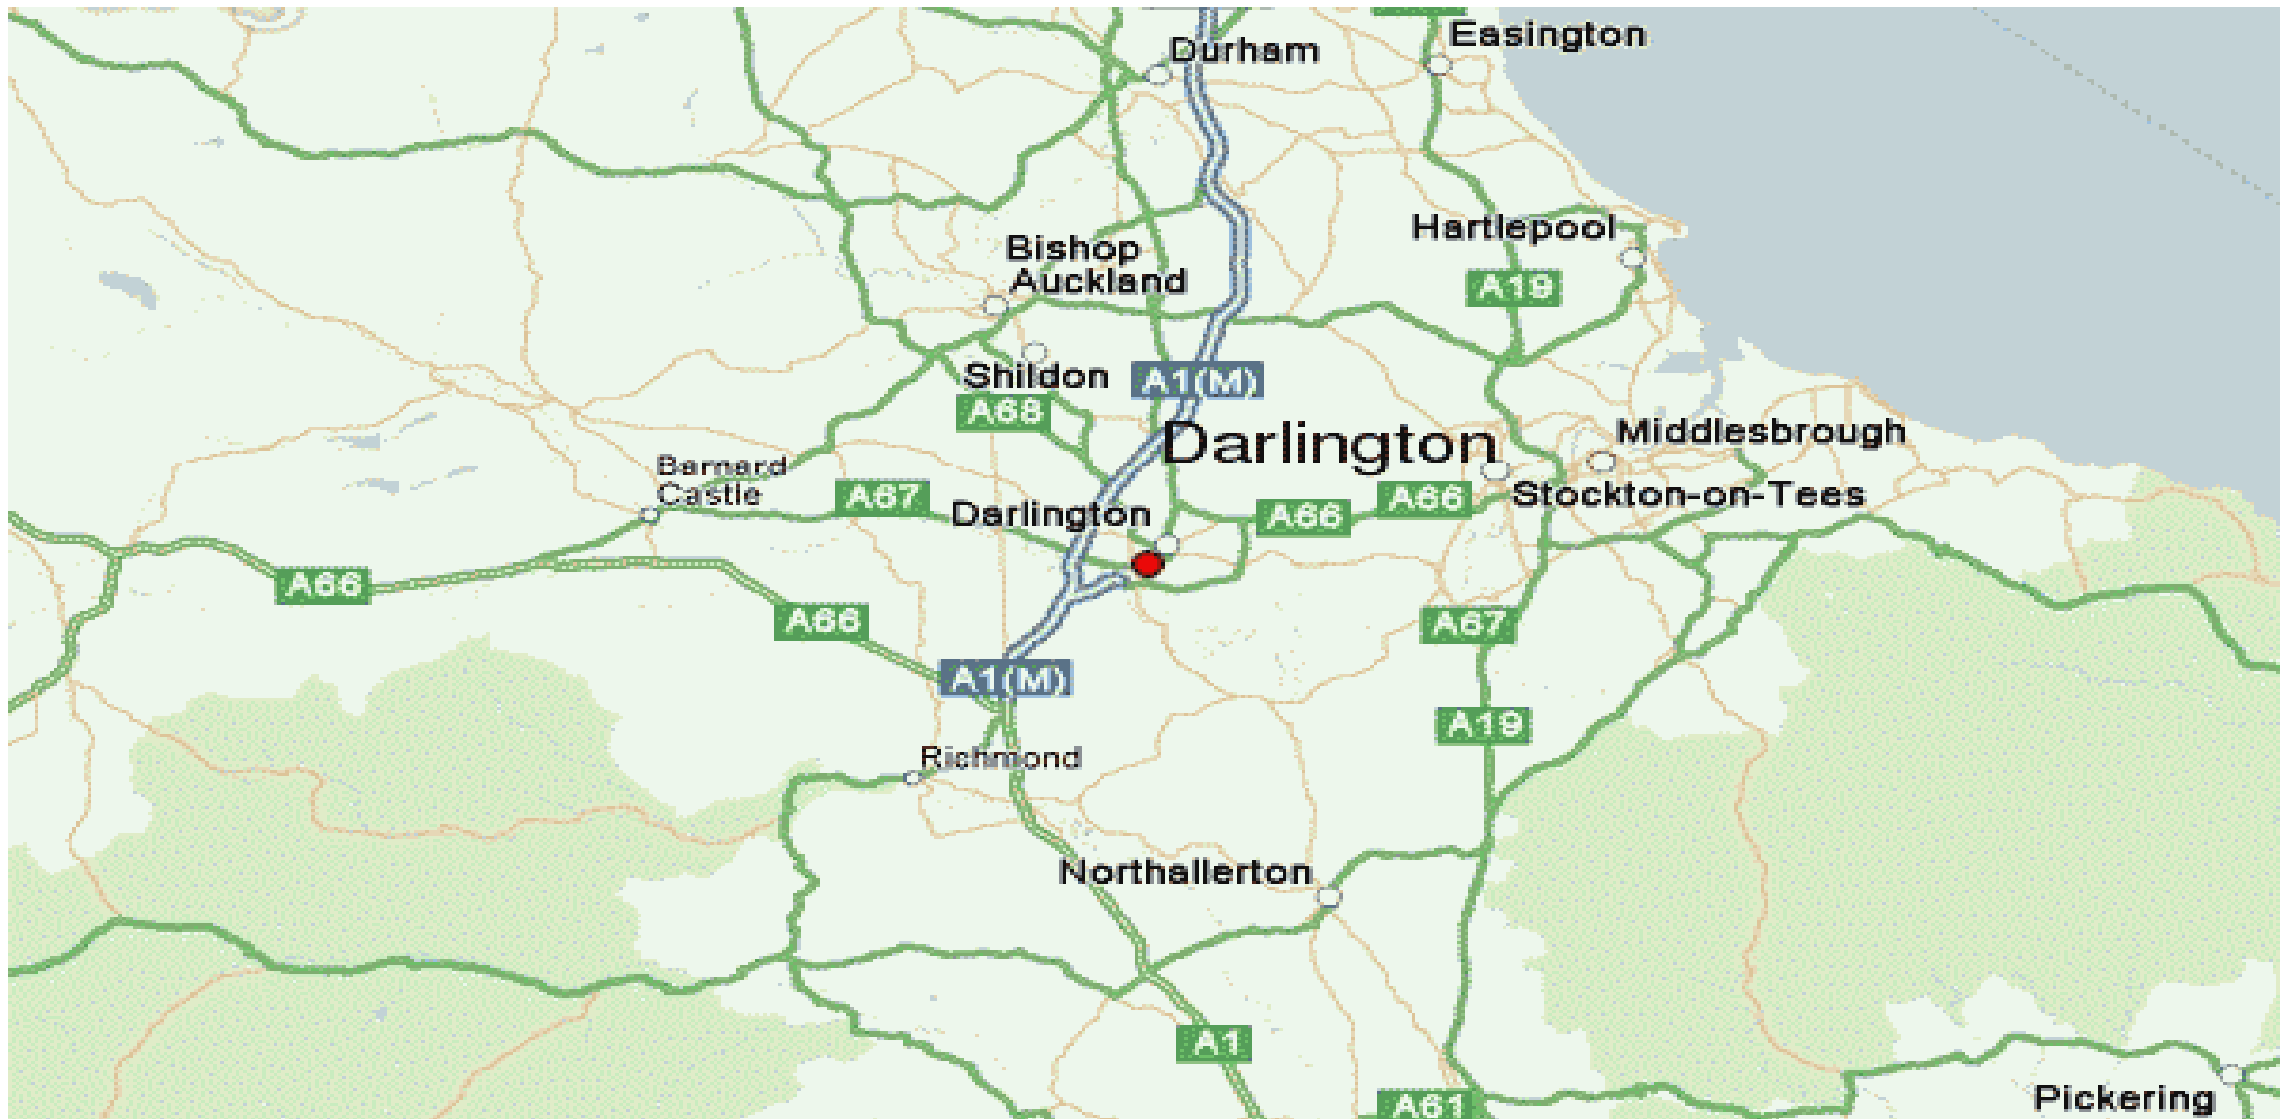 Easington
Durham
Hartlepool
Bishop
Auckland
A19
Shildon
A1(M)
A68
Darlington
Middlesbrough
Barnard
Castle
A67
Darlington
A66
A66
Stockton-on-Tees
A66
A66
A67
A1(M)
A19
Richmond
Northallerton
A1
Pickering
A61